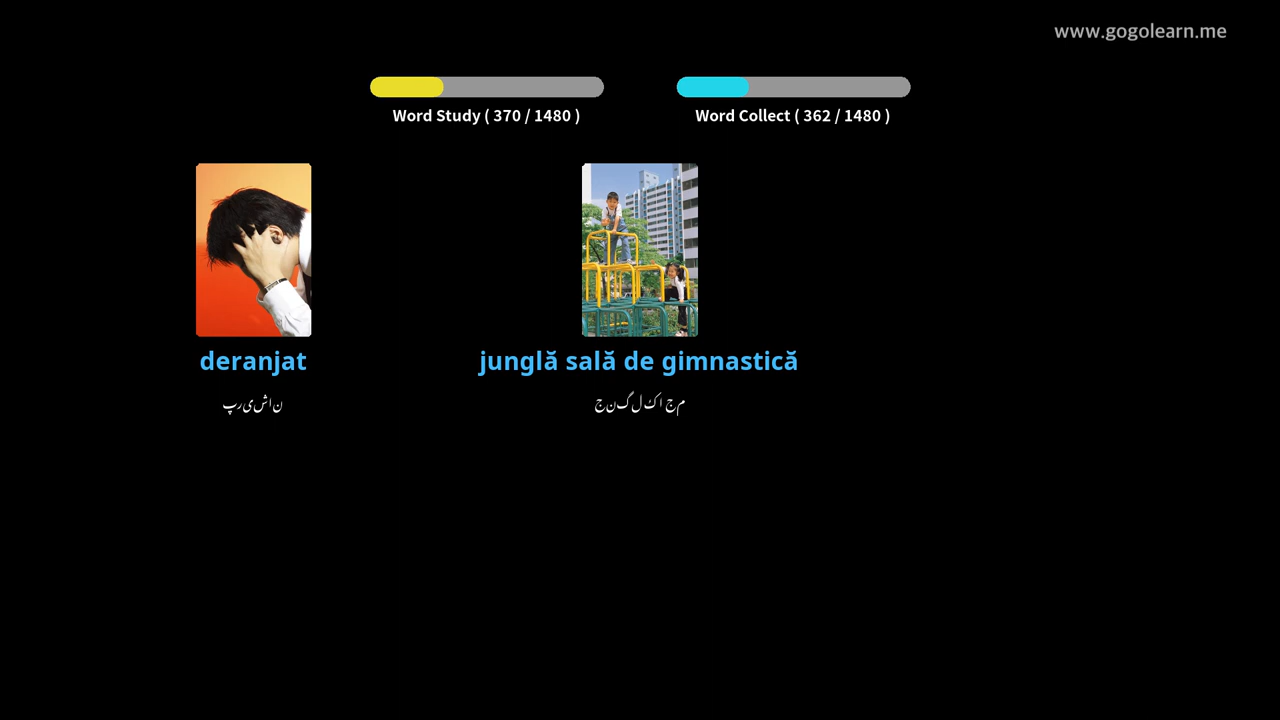 www.gogolearn.me
Word Study ( 370 / 1480 )
Word Collect ( 362 / 1480 )
deranjat
پریشان
junglă sală de gimnastică
جنگل کا جم